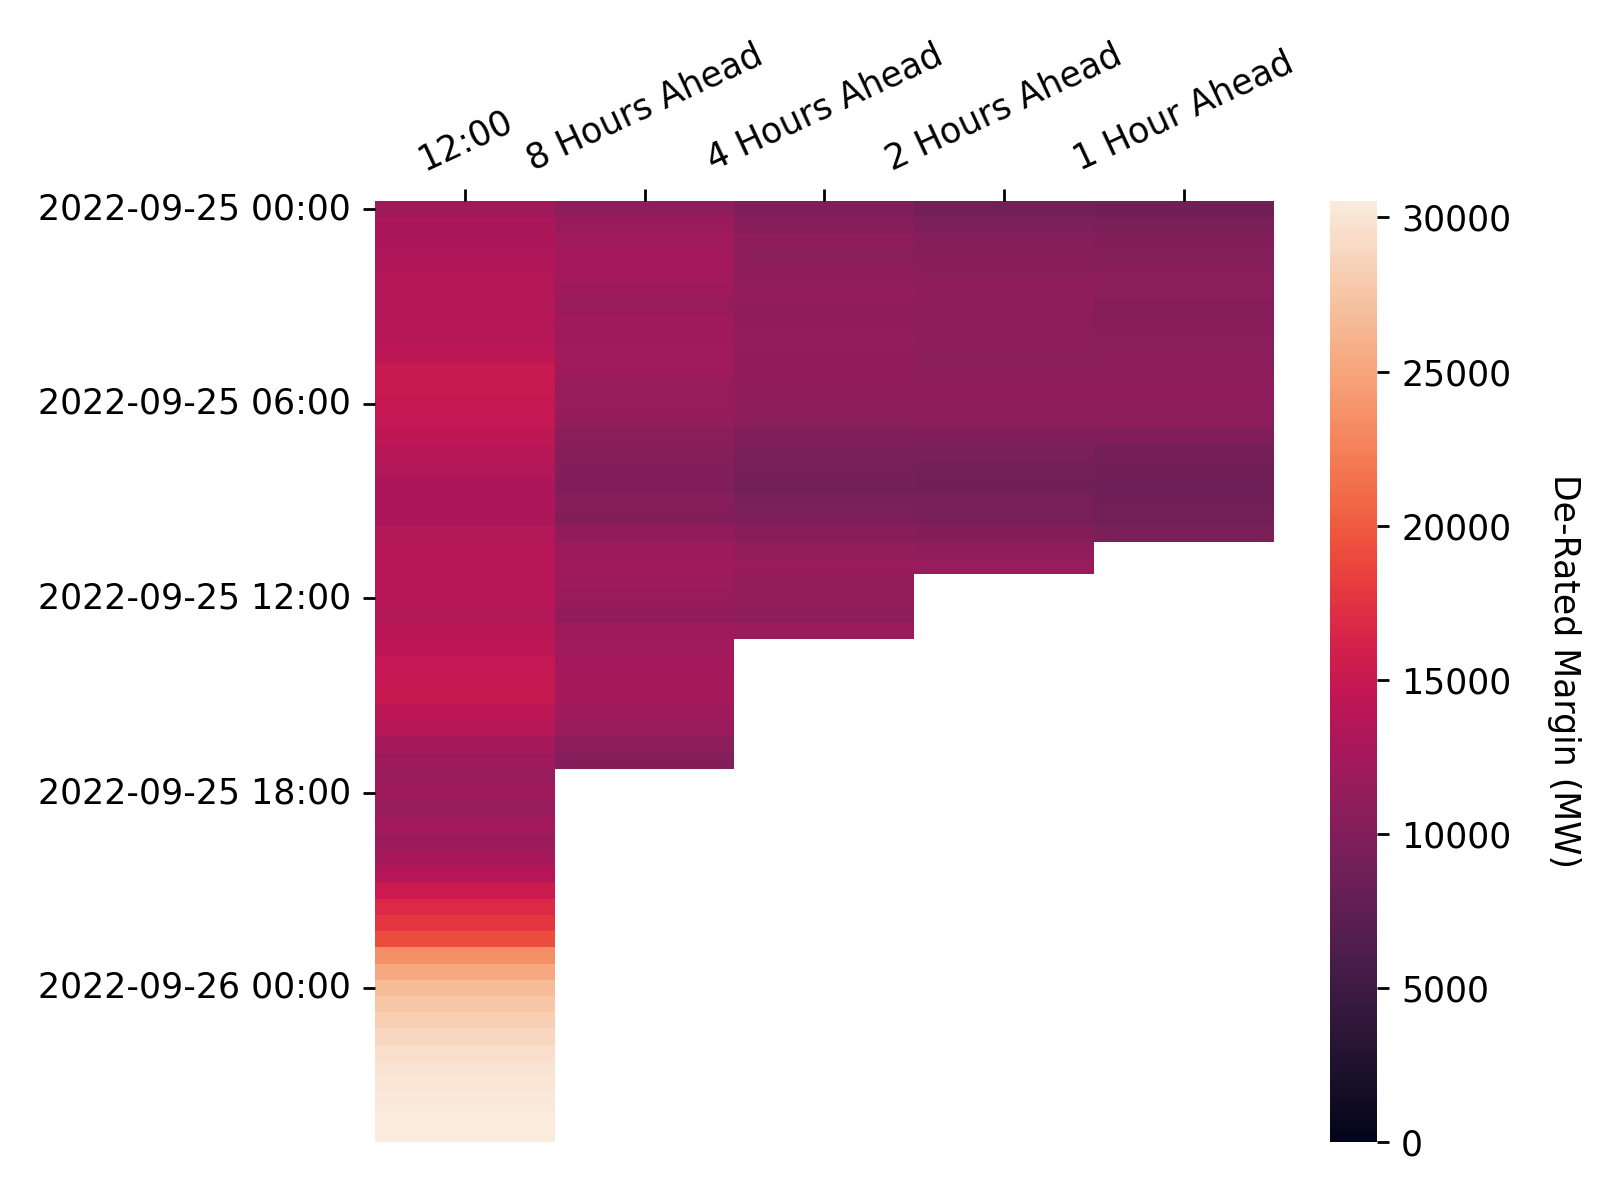 12:00
8 Hours Ahead
4 Hours Ahead
2 Hours Ahead
1 Hour Ahead
2022-09-25 00:00
2022-09-25 06:00
2022-09-25 12:00
2022-09-25 18:00
2022-09-26 00:00
30000
25000
20000
15000
10000
5000
0
De-Rated Margin (MW)